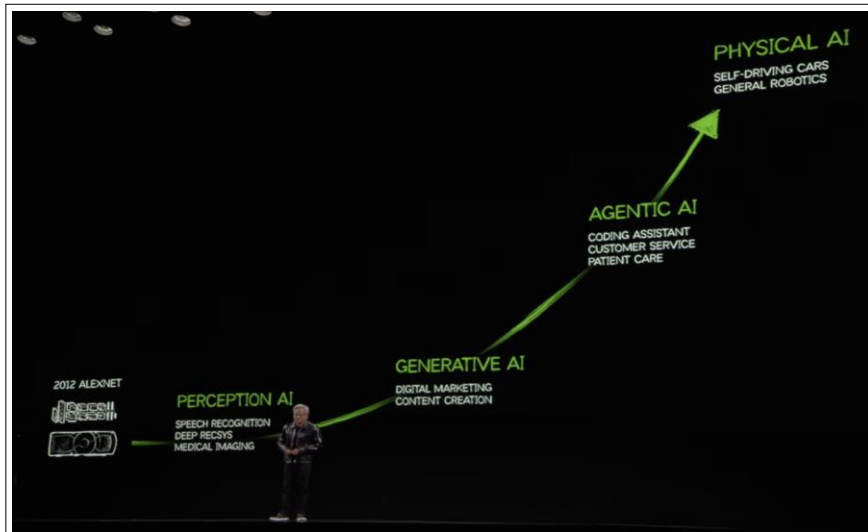 PHYSICAL AI
SELF-DRIVING CARS
GENERAL ROBOTICS
AGENTIC AI
CODING ASSISTANT
CUSTOMER SERVICE
PATIENT CARE
GENERATIVE AI
DIGITAL MARKETING
CONTENT CREATION
2012 ALEXNET
PERCEPTION AI
SPEECH RECOGNITION
DEEP RECSYS
MEDICAL IMAGING